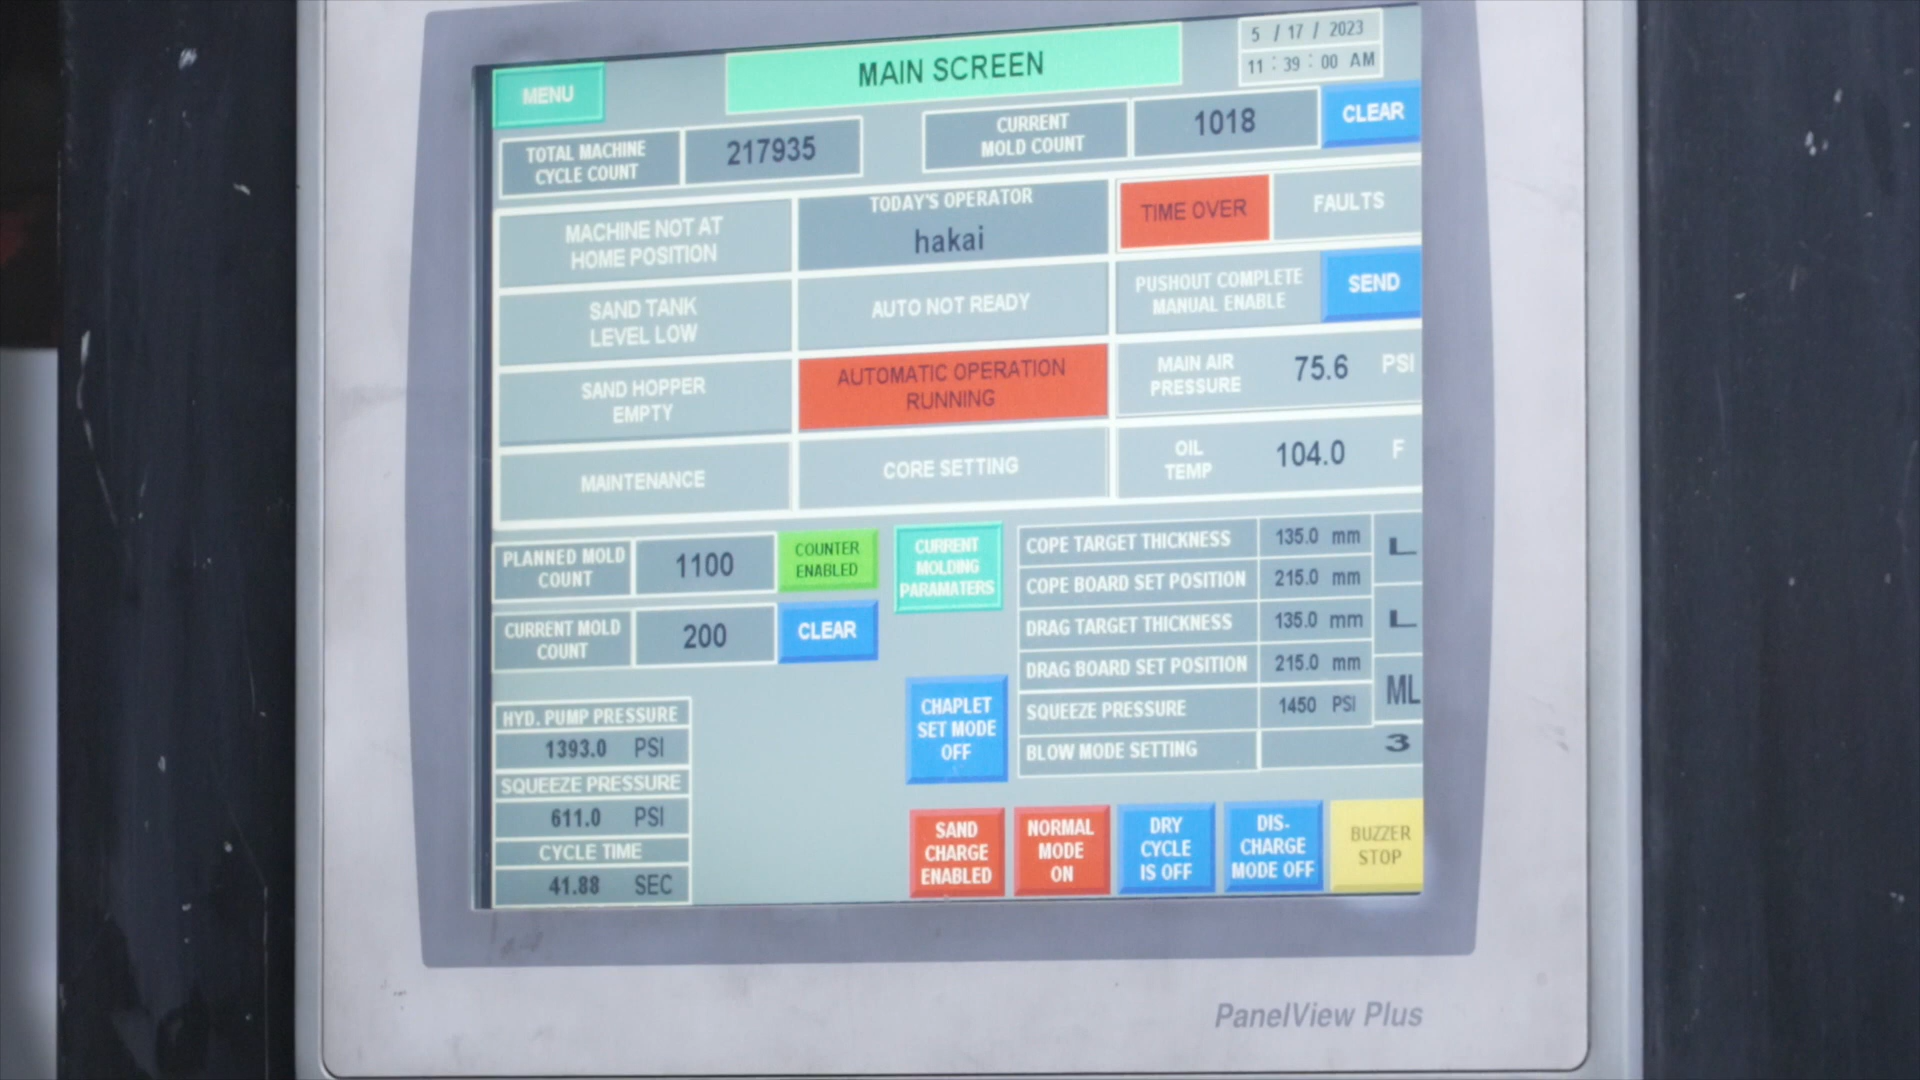 MENU
MAIN SCREEN
5 / 17 / 2023
11 : 39 : 00 AM
TOTAL MACHINE
CYCLE COUNT
217935
CURRENT
MOLD COUNT
1018
CLEAR
MACHINE NOT AT
HOME POSITION
TODAY'S OPERATOR
hakai
TIME OVER
FAULTS
SAND TANK
LEVEL LOW
AUTO NOT READY
PUSHOUT COMPLETE
MANUAL ENABLE
SEND
SAND HOPPER
EMPTY
AUTOMATIC OPERATION
RUNNING
MAIN AIR
PRESSURE
75.6 PSI
MAINTENANCE
CORE SETTING
OIL
TEMP
104.0 F
PLANNED MOLD
COUNT
1100
COUNTER
ENABLED
CURRENT MOLD
COUNT
200
CLEAR
CURRENT
MOLDING
PARAMATERS
COPE TARGET THICKNESS 135.0 mm L
COPE BOARD SET POSITION 215.0 mm
DRAG TARGET THICKNESS 135.0 mm L
DRAG BOARD SET POSITION 215.0 mm
SQUEEZE PRESSURE 1450 PSI ML
BLOW MODE SETTING 3
HYD. PUMP PRESSURE
1393.0 PSI
SQUEEZE PRESSURE
611.0 PSI
CYCLE TIME
41.88 SEC
CHAPLET
SET MODE
OFF
SAND
CHARGE
ENABLED
NORMAL
MODE
ON
DRY
CYCLE
IS OFF
DIS-
CHARGE
MODE OFF
BUZZER
STOP
PanelView Plus